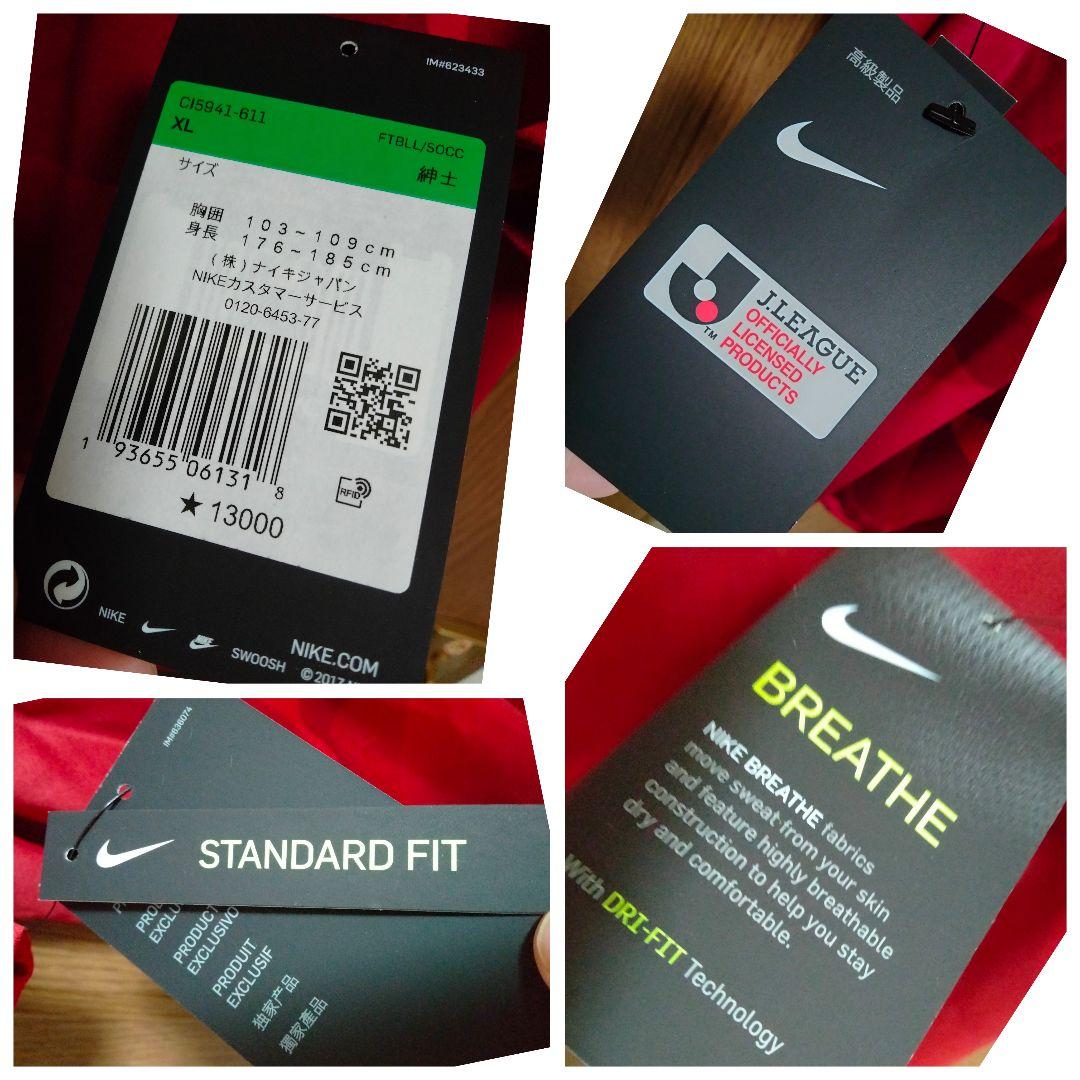 IM#623433
CI5941-611
XL
FTBLL/SOCC
サイズ
紳士
胸囲 103~109cm
身長 176~185cm
(株)ナイキジャパン
NIKEカスタマーサービス
0120-6453-77
1 93655 06131 8
RFID
★13000
NIKE
SWOOSH
NIKE.COM
© 2017
高級製品
J.LEAGUE
OFFICIALLY
LICENSED
PRODUCTS
TM
IM#636074
STANDARD FIT
EXCLU
PRODUCT
EXCLUSIVO
PRODUIT
EXCLUSIF
独家产品
獨家產品
BREATHE
NIKE BREATHE fabrics
move sweat from your skin
and feature highly breathable
construction to help you stay
dry and comfortable.
With DRI-FIT Technology